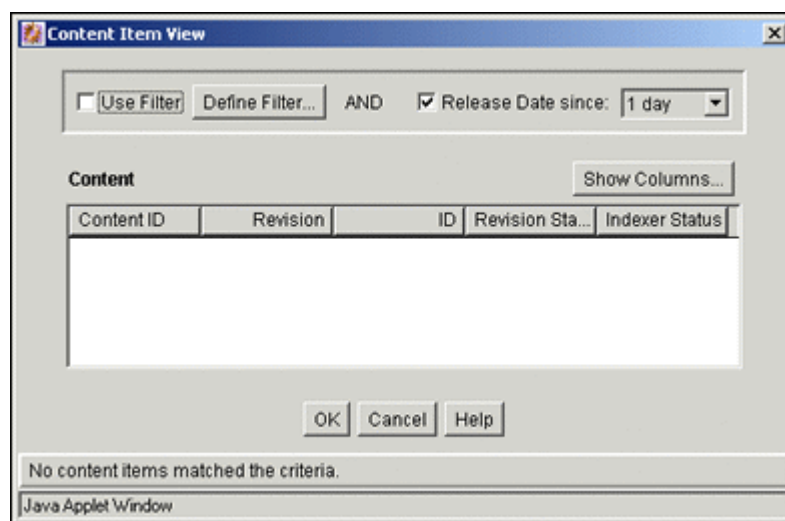 Content Item View
Use Filter Define Filter... AND Release Date since: 1 day
Content Show Columns...
Content ID Revision ID Revision Sta... Indexer Status
OK Cancel Help
No content items matched the criteria.
Java Applet Window